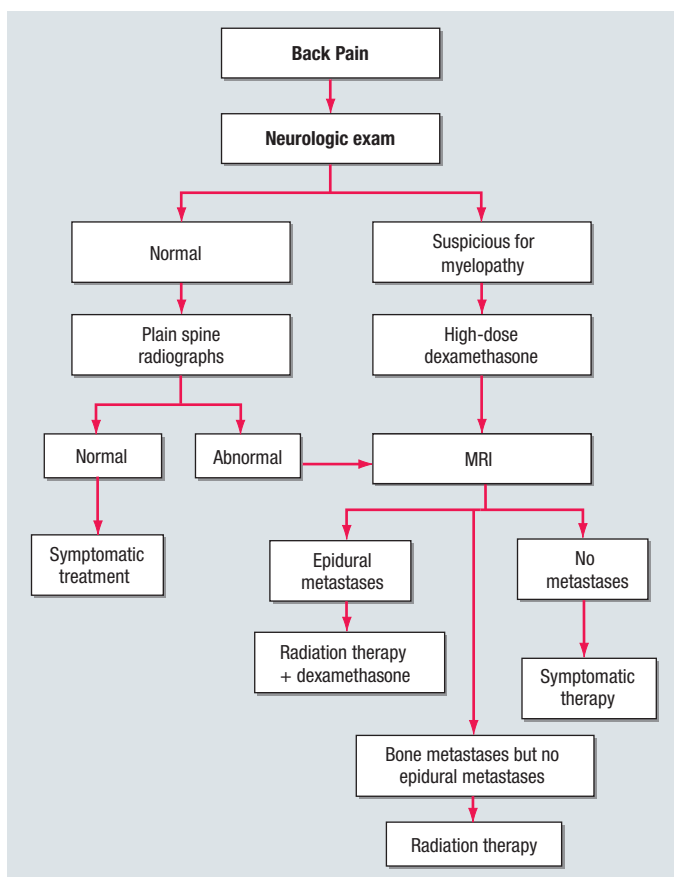 Back Pain
Neurologic exam
Normal
Suspicious for
myelopathy
Plain spine
radiographs
High-dose
dexamethasone
Normal
Abnormal
MRI
Symptomatic
treatment
Epidural
metastases
No
metastases
Radiation therapy
+ dexamethasone
Symptomatic
therapy
Bone metastases but no
epidural metastases
Radiation therapy